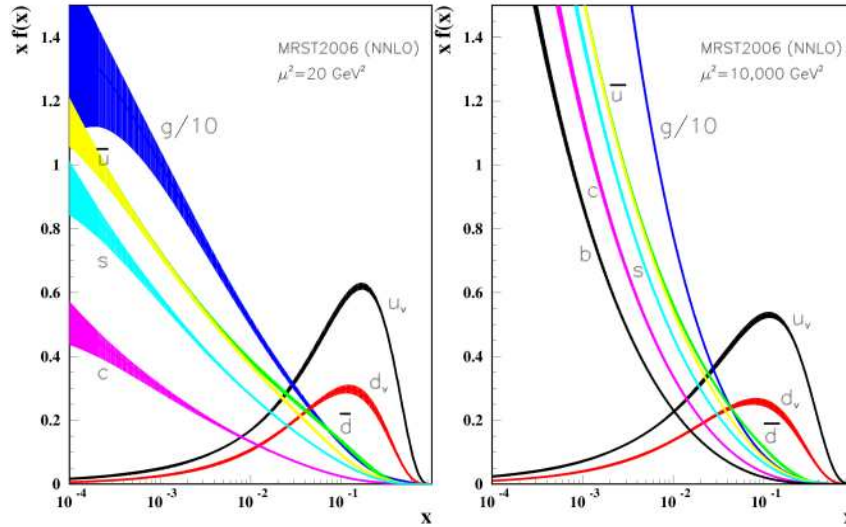 x f(x)
MRST2006 (NNLO)
μ²=20 GeV²
g/10
u̅
s
c
u_v
d_v
d̅
0
0.2
0.4
0.6
0.8
1
1.2
1.4
10⁻⁴
10⁻³
10⁻²
10⁻¹
x
x f(x)
MRST2006 (NNLO)
μ²=10,000 GeV²
u̅
g/10
c
s
b
u_v
d_v
d̅
0
0.2
0.4
0.6
0.8
1
1.2
1.4
10⁻⁴
10⁻³
10⁻²
10⁻¹
x